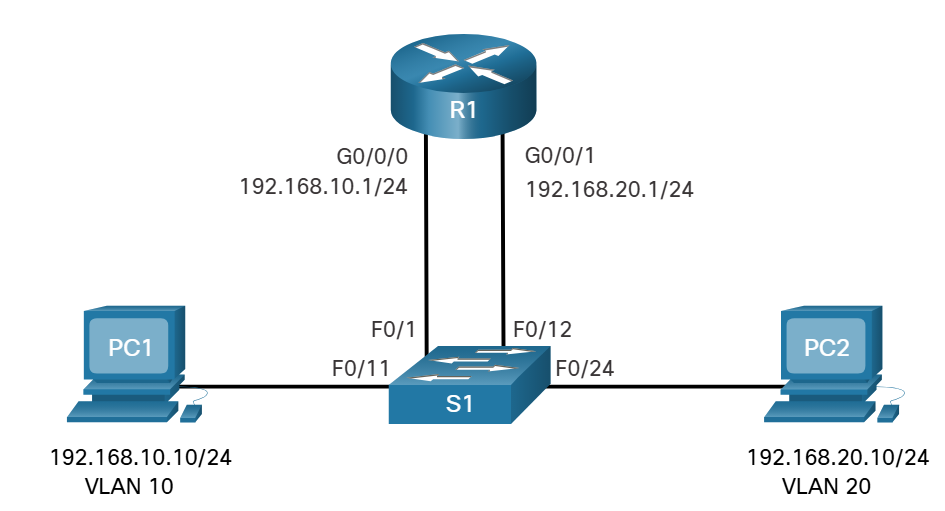 R1
G0/0/0
192.168.10.1/24
G0/0/1
192.168.20.1/24
F0/1
F0/12
PC1
F0/11
F0/24
PC2
S1
192.168.10.10/24
VLAN 10
192.168.20.10/24
VLAN 20